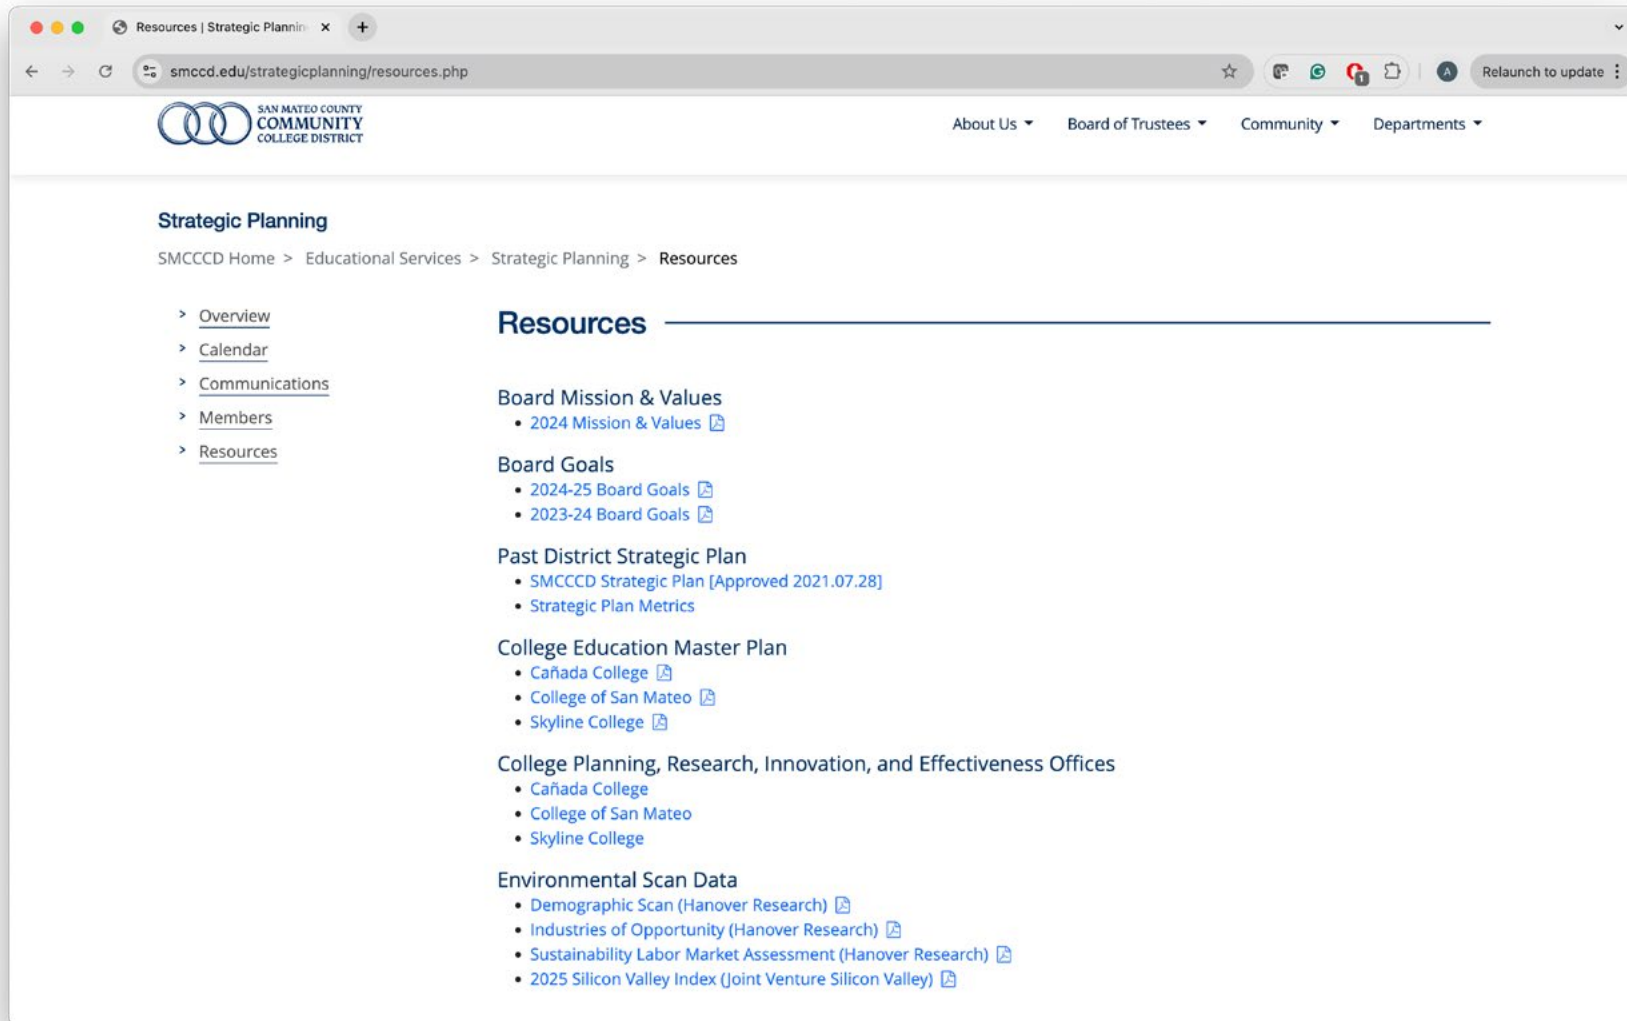 Resources | Strategic Plannin
smccd.edu/strategicplanning/resources.php
1
A
Relaunch to update
SAN MATEO COUNTY
COMMUNITY
COLLEGE DISTRICT
About Us
Board of Trustees
Community
Departments
Strategic Planning
SMCCCD Home > Educational Services > Strategic Planning > Resources
> Overview
> Calendar
> Communications
> Members
> Resources
Resources
Board Mission & Values
• 2024 Mission & Values
Board Goals
• 2024-25 Board Goals
• 2023-24 Board Goals
Past District Strategic Plan
• SMCCCD Strategic Plan [Approved 2021.07.28]
• Strategic Plan Metrics
College Education Master Plan
• Cañada College
• College of San Mateo
• Skyline College
College Planning, Research, Innovation, and Effectiveness Offices
• Cañada College
• College of San Mateo
• Skyline College
Environmental Scan Data
• Demographic Scan (Hanover Research)
• Industries of Opportunity (Hanover Research)
• Sustainability Labor Market Assessment (Hanover Research)
• 2025 Silicon Valley Index (Joint Venture Silicon Valley)